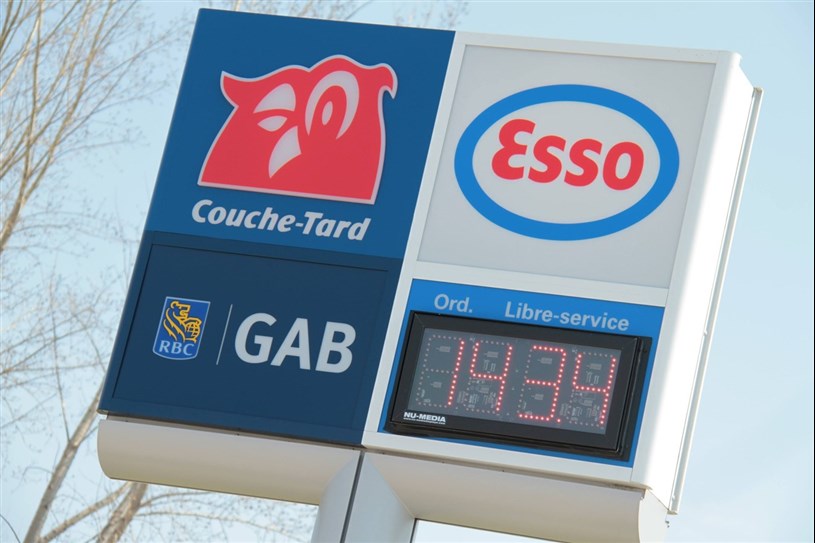 Couche-Tard
Esso
RBC
GAB
Ord. Libre-service
143.4
NU-MEDIA